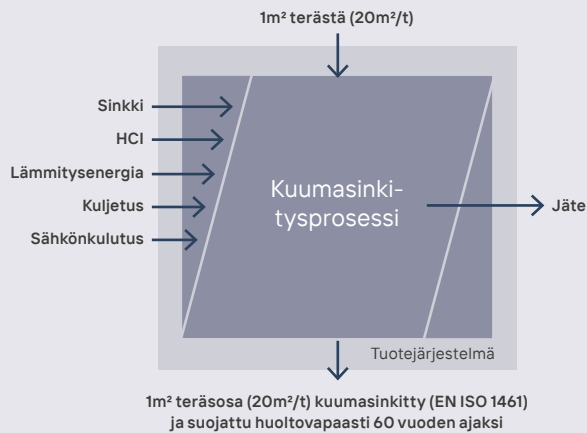 1m² terästä (20m²/t)
Sinkki
HCI
Lämmitysenergia
Kuljetus
Sähkönkulutus
Kuumasinki-
tysprosessi
Jäte
Tuotejärjestelmä
1m² teräsosa (20m²/t) kuumasinkitty (EN ISO 1461)
ja suojattu huoltovapaasti 60 vuoden ajaksi